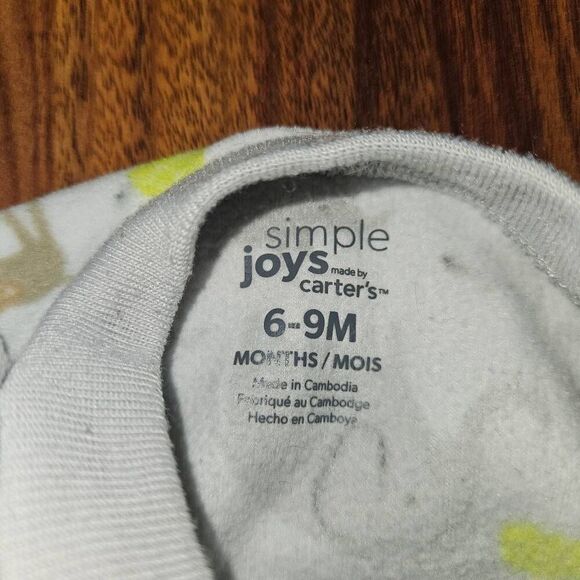 simple
joys made by
carter's™
6-9M
MONTHS / MOIS
Made in Cambodia
Fabriqué au Cambodge
Hecho en Camboya